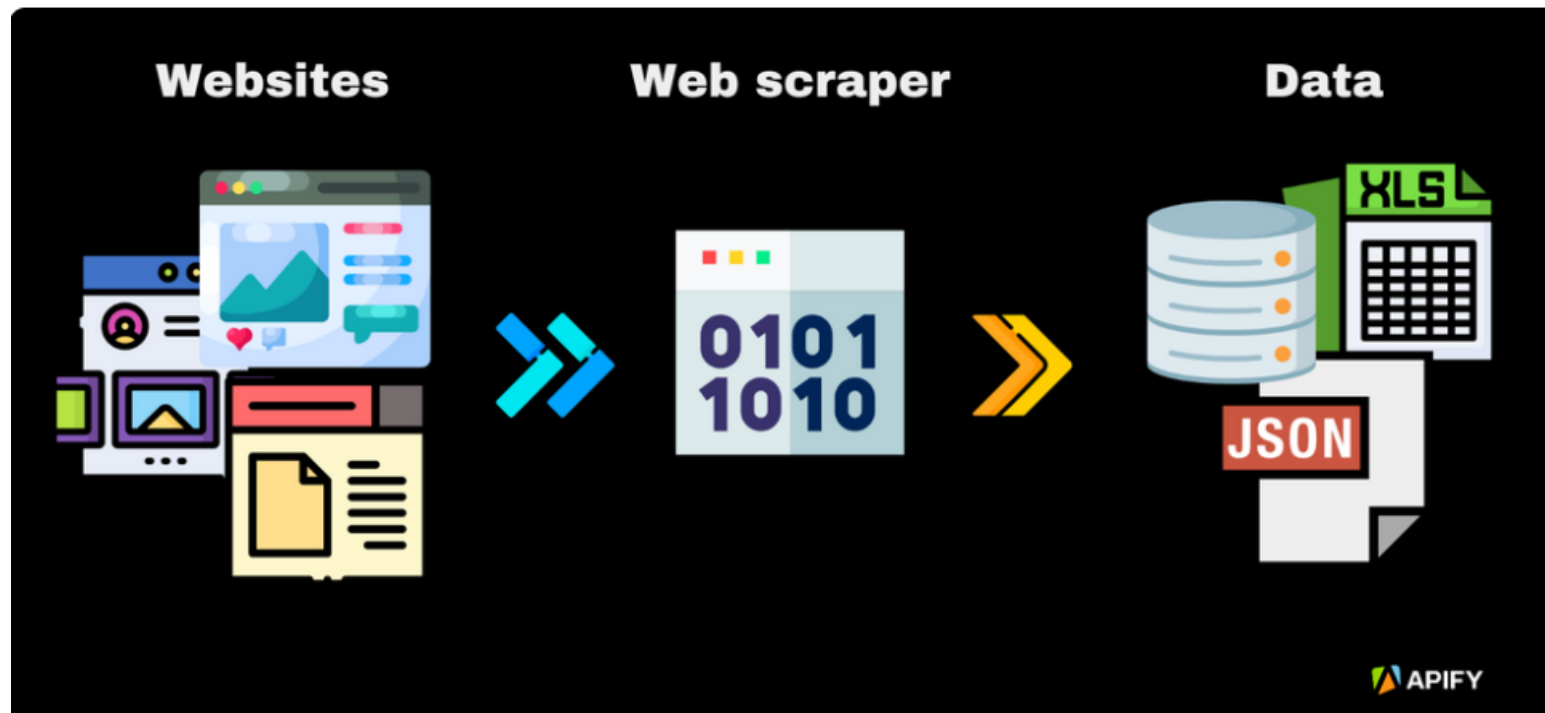 Websites
Web scraper
Data
XLS
0101
1010
JSON
APIFY